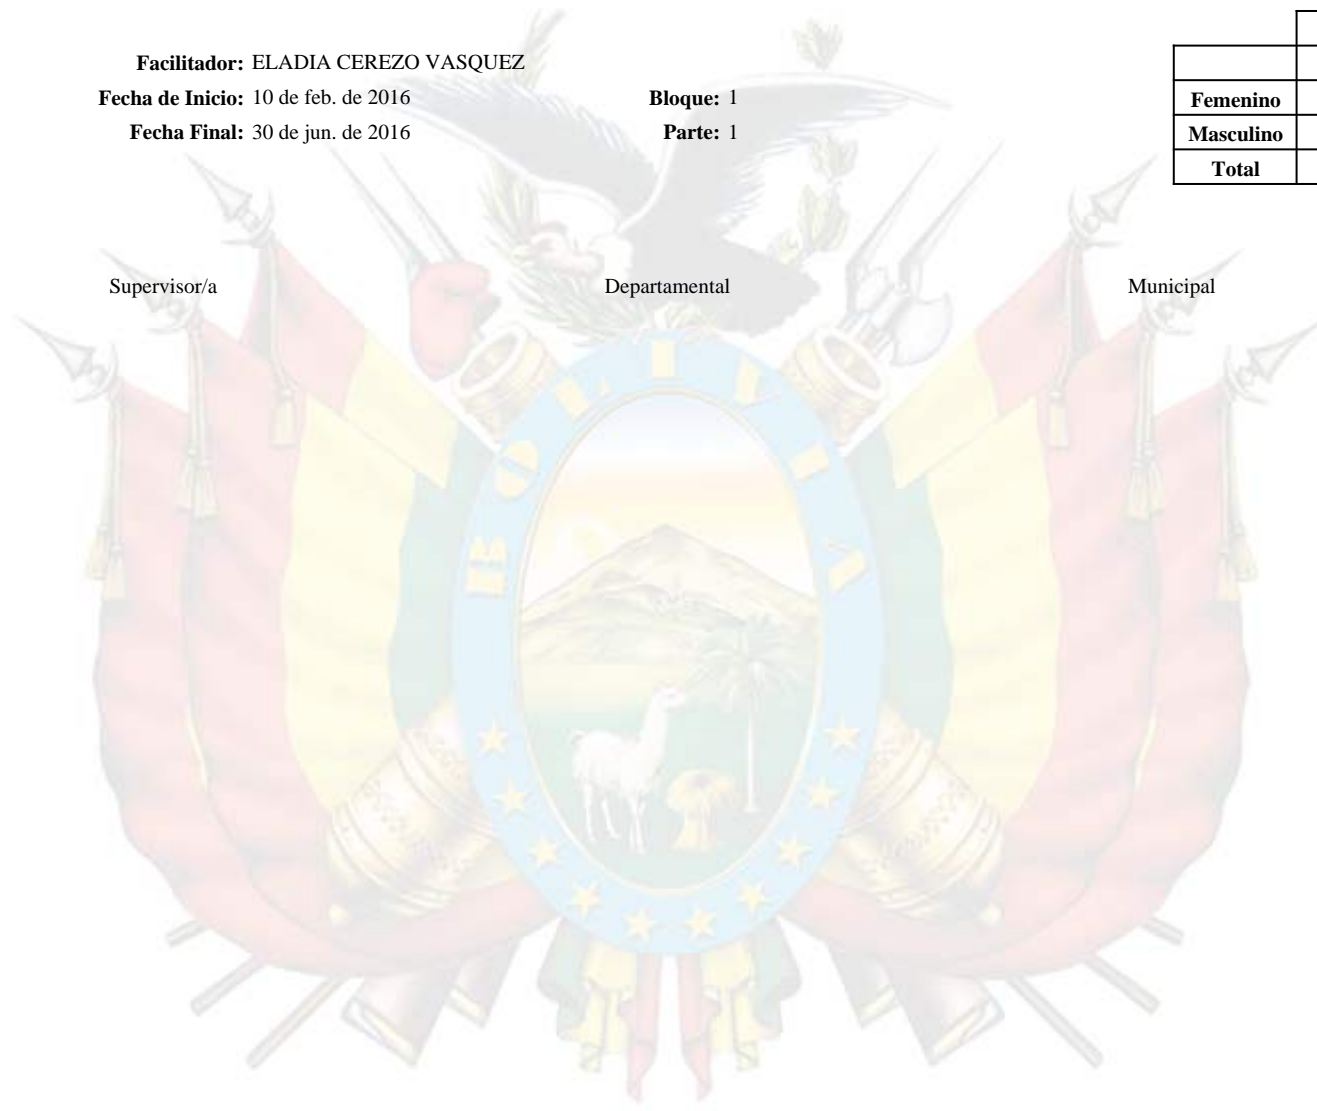 Facilitador: ELADIA CEREZO VASQUEZ
Fecha de Inicio: 10 de feb. de 2016 Bloque: 1
Femenino
Fecha Final: 30 de jun. de 2016 Parte: 1
Masculino
Total
Supervisor/a Departamental Municipal
BOLIVIA